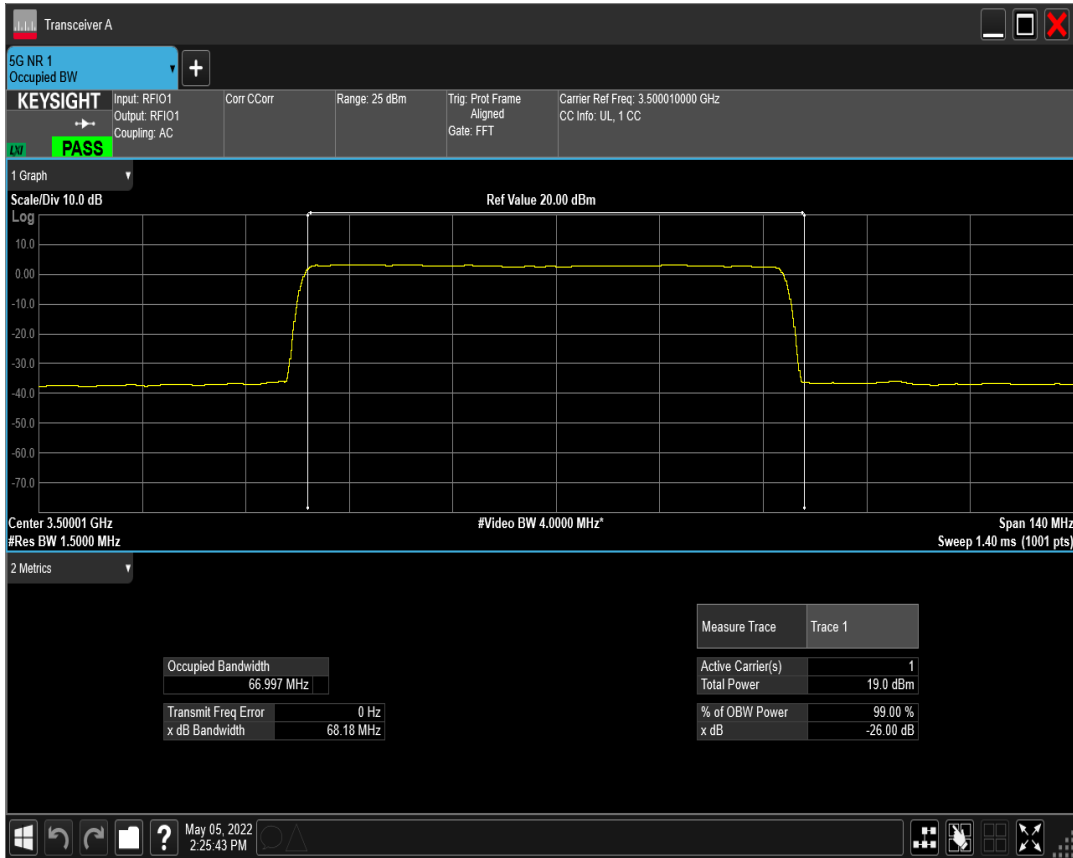 Transceiver A
5G NR 1
Occupied BW
+
KEYSIGHT
LXI
PASS
Input: RFIO1
Output: RFIO1
Coupling: AC
Corr CCorr
Range: 25 dBm
Trig: Prot Frame
Aligned
Gate: FFT
Carrier Ref Freq: 3.500010000 GHz
CC Info: UL, 1 CC
1 Graph
Scale/Div 10.0 dB
Ref Value 20.00 dBm
Log
10.0
0.00
-10.0
-20.0
-30.0
-40.0
-50.0
-60.0
-70.0
Center 3.50001 GHz
#Video BW 4.0000 MHz*
Span 140 MHz
#Res BW 1.5000 MHz
Sweep 1.40 ms (1001 pts)
2 Metrics
Measure Trace Trace 1
Occupied Bandwidth
66.997 MHz
Active Carrier(s) 1
Total Power 19.0 dBm
Transmit Freq Error 0 Hz
x dB Bandwidth 68.18 MHz
% of OBW Power 99.00 %
x dB -26.00 dB
?
May 05, 2022
2:25:43 PM